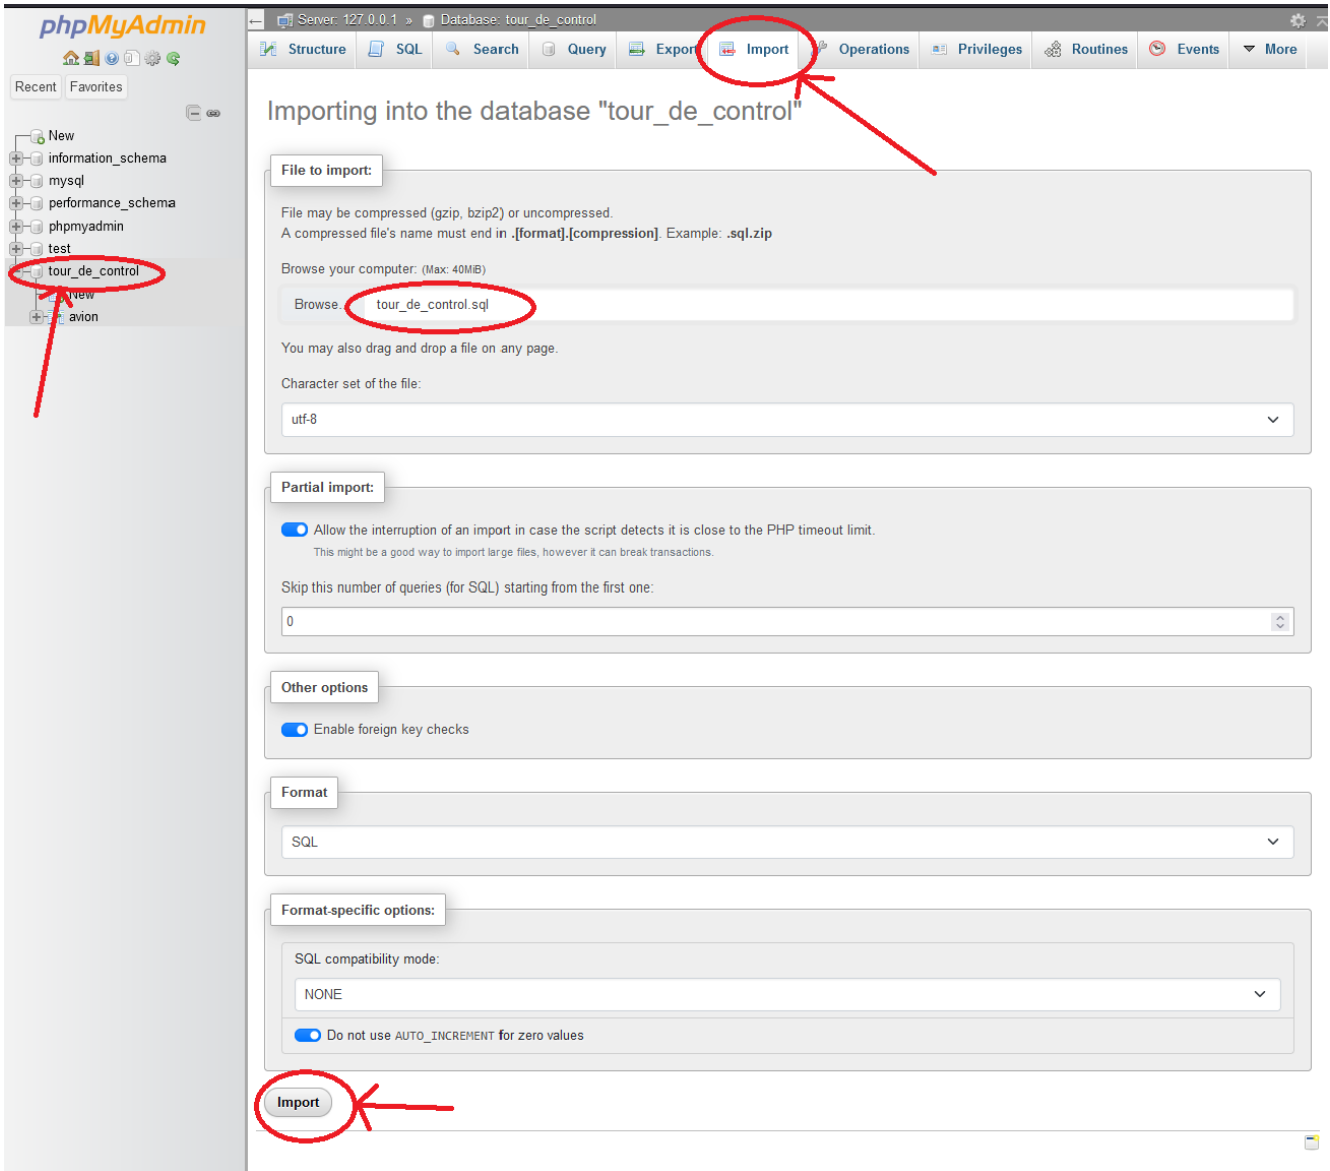 phpMyAdmin
Recent Favorites
New
information_schema
mysql
performance_schema
phpmyadmin
test
tour_de_control
New
avion
Server: 127.0.0.1 » Database: tour_de_control
Structure SQL Search Query Export Import Operations Privileges Routines Events More
Importing into the database "tour_de_control"
File to import:
File may be compressed (gzip, bzip2) or uncompressed.
A compressed file's name must end in .[format].[compression]. Example: .sql.zip
Browse your computer: (Max: 40MiB)
Browse.. tour_de_control.sql
You may also drag and drop a file on any page.
Character set of the file:
utf-8
Partial import:
Allow the interruption of an import in case the script detects it is close to the PHP timeout limit.
This might be a good way to import large files, however it can break transactions.
Skip this number of queries (for SQL) starting from the first one:
0
Other options
Enable foreign key checks
Format
SQL
Format-specific options:
SQL compatibility mode:
NONE
Do not use AUTO_INCREMENT for zero values
Import